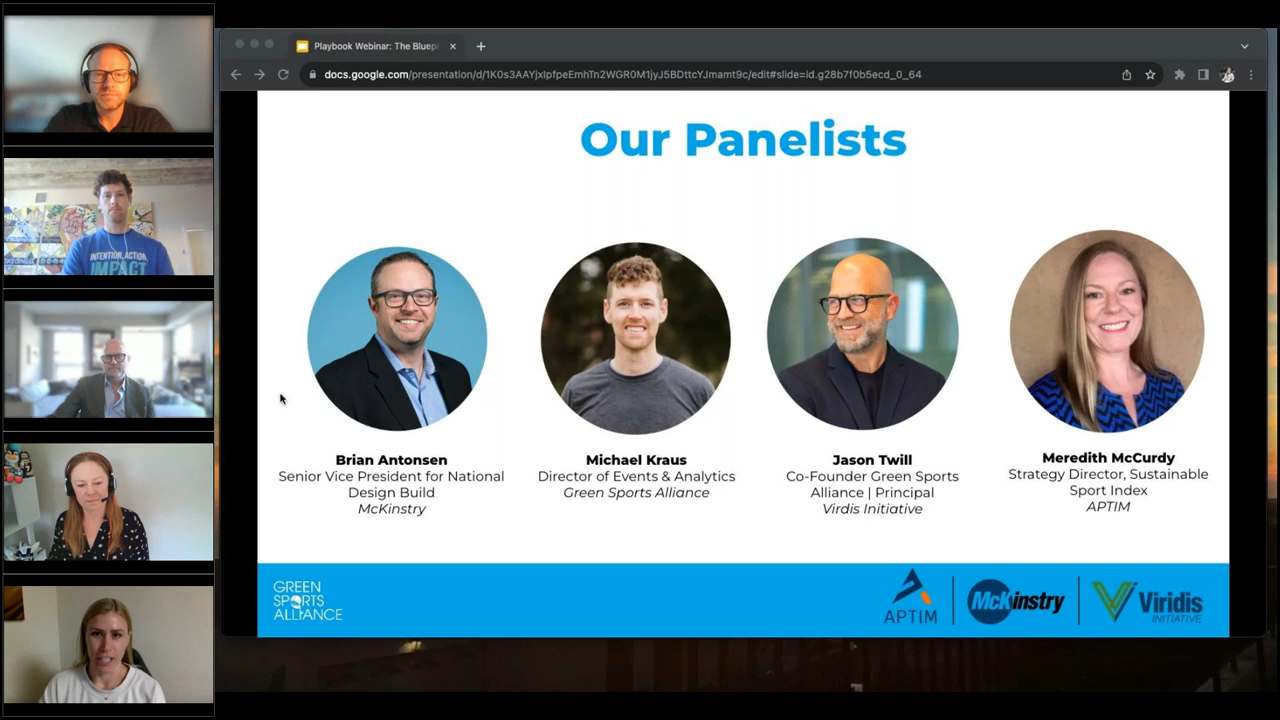 Playbook Webinar: The Bluepr
docs.google.com/presentation/d/1K0s3AAYjxIpfpeEmhTn2WGR0M1jyJ5BDttcYJmamt9c/edit#slide=id.g28b7f0b5ecd_0_64
Our Panelists
INTENTION. ACTION.
IMPACT
Brian Antonsen
Senior Vice President for National
Design Build
McKinstry
Michael Kraus
Director of Events & Analytics
Green Sports Alliance
Jason Twill
Co-Founder Green Sports
Alliance | Principal
Virdis Initiative
Meredith McCurdy
Strategy Director, Sustainable
Sport Index
APTIM
GREEN
SPORTS
ALLIANCE
APTIM
McKinstry
Viridis
INITIATIVE